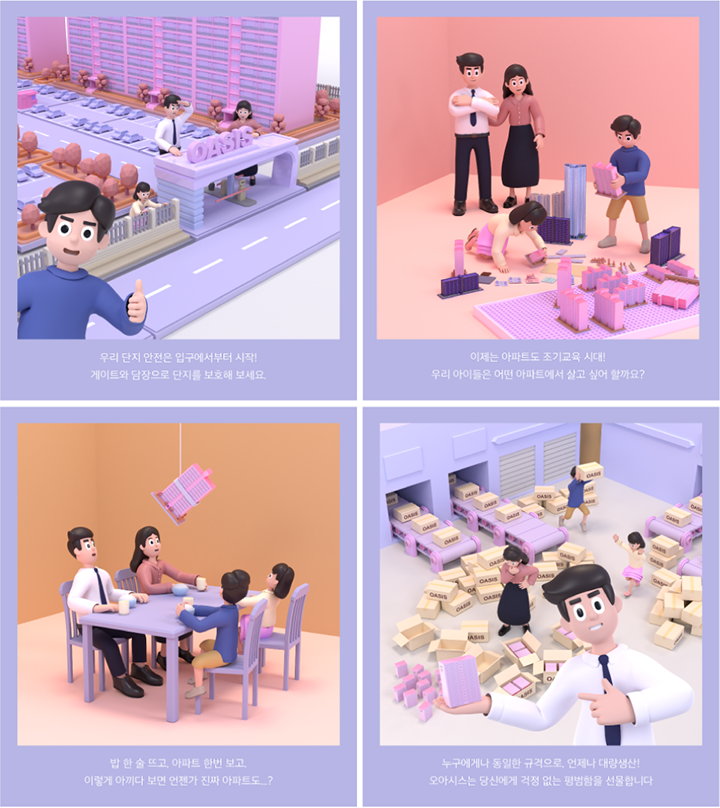 OASIS
우리 단지 안전은 입구에서부터 시작!
게이트와 담장으로 단지를 보호해 보세요.
이제는 아파트도 조기교육 시대!
우리 아이들은 어떤 아파트에서 살고 싶어 할까요?
밥 한 술 뜨고, 아파트 한번 보고,
이렇게 아끼다 보면 언젠가 진짜 아파트도...?
OASIS
OASIS
OASIS
OASIS
OASIS
OASIS
누구에게나 동일한 규격으로, 언제나 대량생산!
오아시스는 당신에게 걱정 없는 평범함을 선물합니다